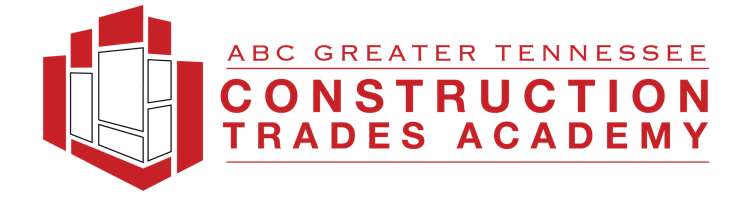 ABC GREATER TENNESSEE
CONSTRUCTION
TRADES ACADEMY